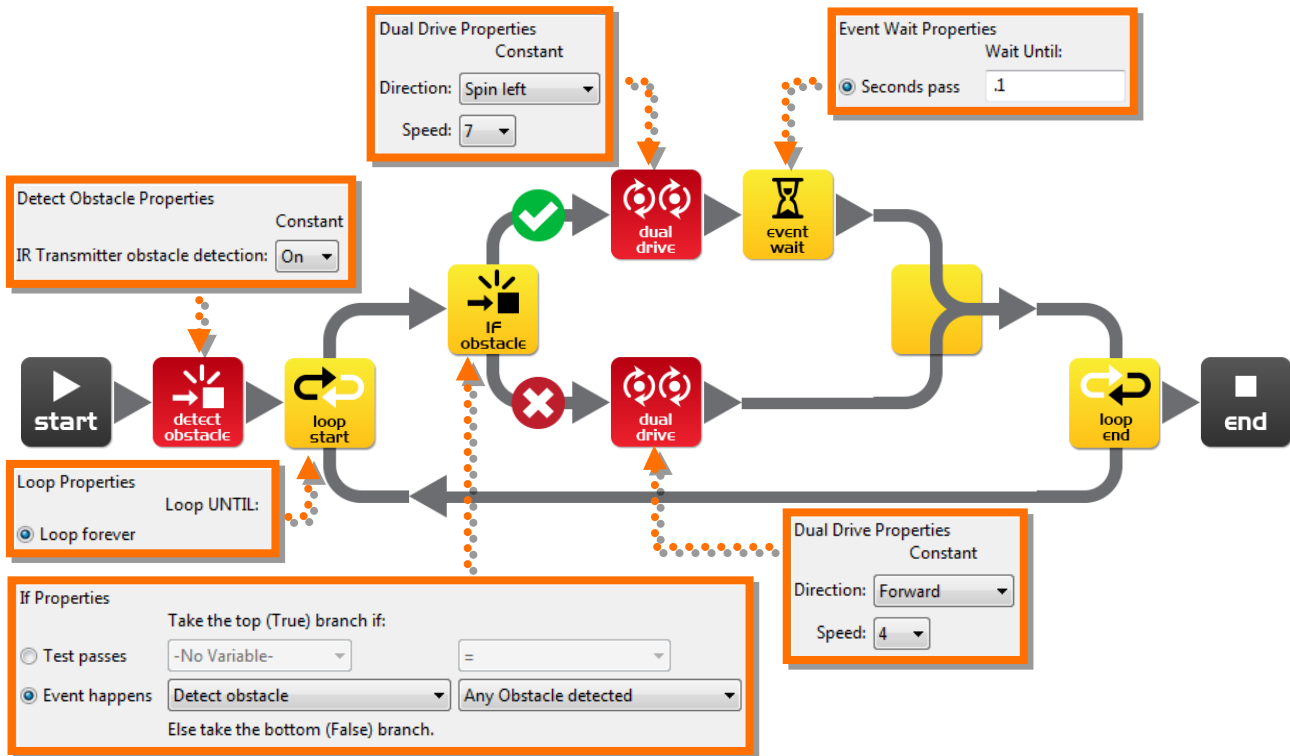 Dual Drive Properties
Constant
Direction: Spin left
Speed: 7
Event Wait Properties
Wait Until:
Seconds pass .1
Detect Obstacle Properties
Constant
IR Transmitter obstacle detection: On
dual
drive
event
wait
IF
obstacle
start
detect
obstacle
loop
start
dual
drive
loop
end
end
Loop Properties
Loop UNTIL:
Loop forever
Dual Drive Properties
Constant
Direction: Forward
Speed: 4
If Properties
Take the top (True) branch if:
Test passes -No Variable- =
Event happens Detect obstacle Any Obstacle detected
Else take the bottom (False) branch.